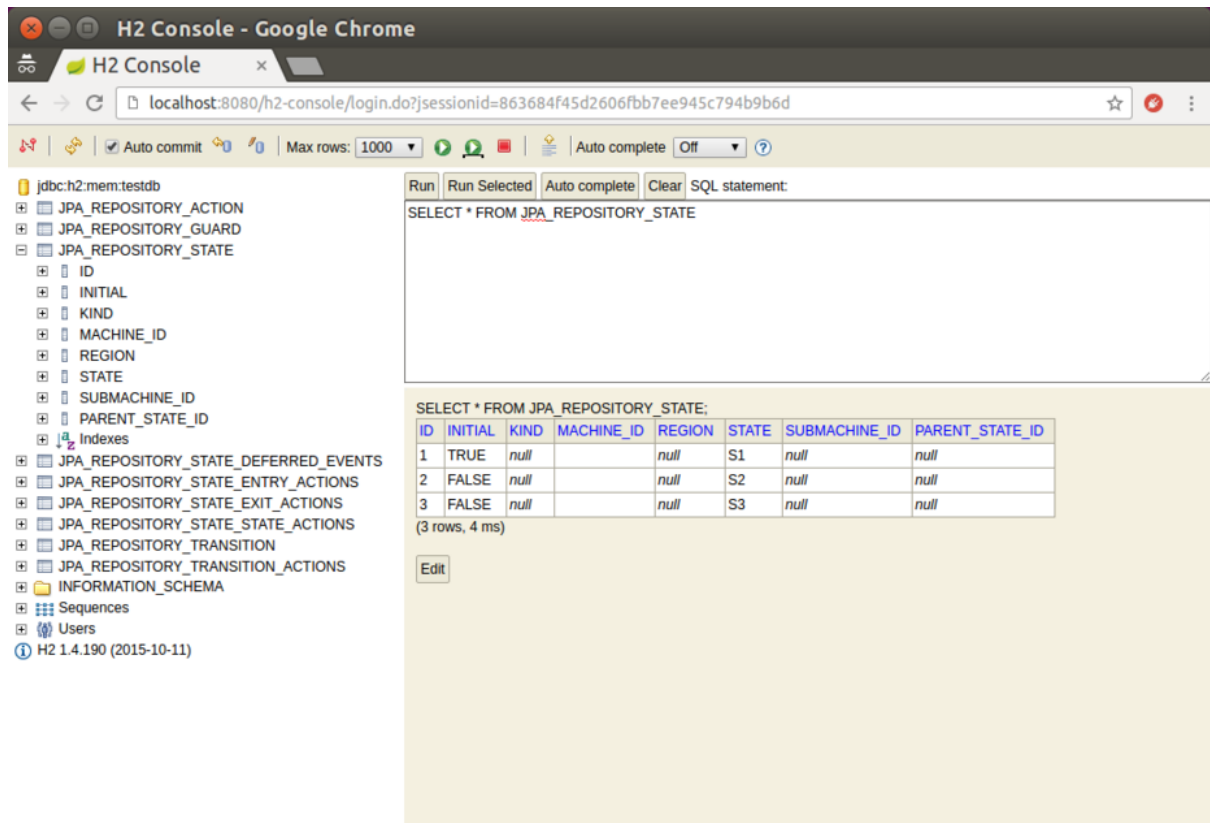 H2 Console - Google Chrome
H2 Console ×
localhost:8080/h2-console/login.do?jsessionid=863684f45d2606fbb7ee945c794b9b6d
Auto commit Max rows: 1000 Auto complete Off
jdbc:h2:mem:testdb
JPA_REPOSITORY_ACTION
JPA_REPOSITORY_GUARD
JPA_REPOSITORY_STATE
ID
INITIAL
KIND
MACHINE_ID
REGION
STATE
SUBMACHINE_ID
PARENT_STATE_ID
Indexes
JPA_REPOSITORY_STATE_DEFERRED_EVENTS
JPA_REPOSITORY_STATE_ENTRY_ACTIONS
JPA_REPOSITORY_STATE_EXIT_ACTIONS
JPA_REPOSITORY_STATE_STATE_ACTIONS
JPA_REPOSITORY_TRANSITION
JPA_REPOSITORY_TRANSITION_ACTIONS
INFORMATION_SCHEMA
Sequences
Users
H2 1.4.190 (2015-10-11)
Run Run Selected Auto complete Clear SQL statement:
SELECT * FROM JPA_REPOSITORY_STATE
SELECT * FROM JPA_REPOSITORY_STATE;
ID INITIAL KIND MACHINE_ID REGION STATE SUBMACHINE_ID PARENT_STATE_ID
1 TRUE null null S1 null null
2 FALSE null null S2 null null
3 FALSE null null S3 null null
(3 rows, 4 ms)
Edit